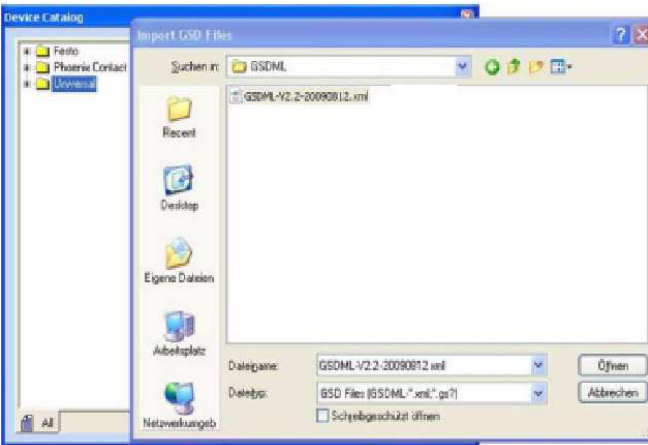 Device Catalog
Festo
Phoenix Contact
Universal
All
Import GSD Files
Suchen in:
GSDML
Recent
Desktop
Eigene Dateien
Arbeitsplatz
Netzwerkumgeb
GSDML-V2.2-20090812.xml
Dateiname:
GSDML-V2.2-20090812.xml
Öffnen
Dateityp:
GSD Files (GSDML-*.xml;*.gs?)
Abbrechen
Schreibgeschützt öffnen